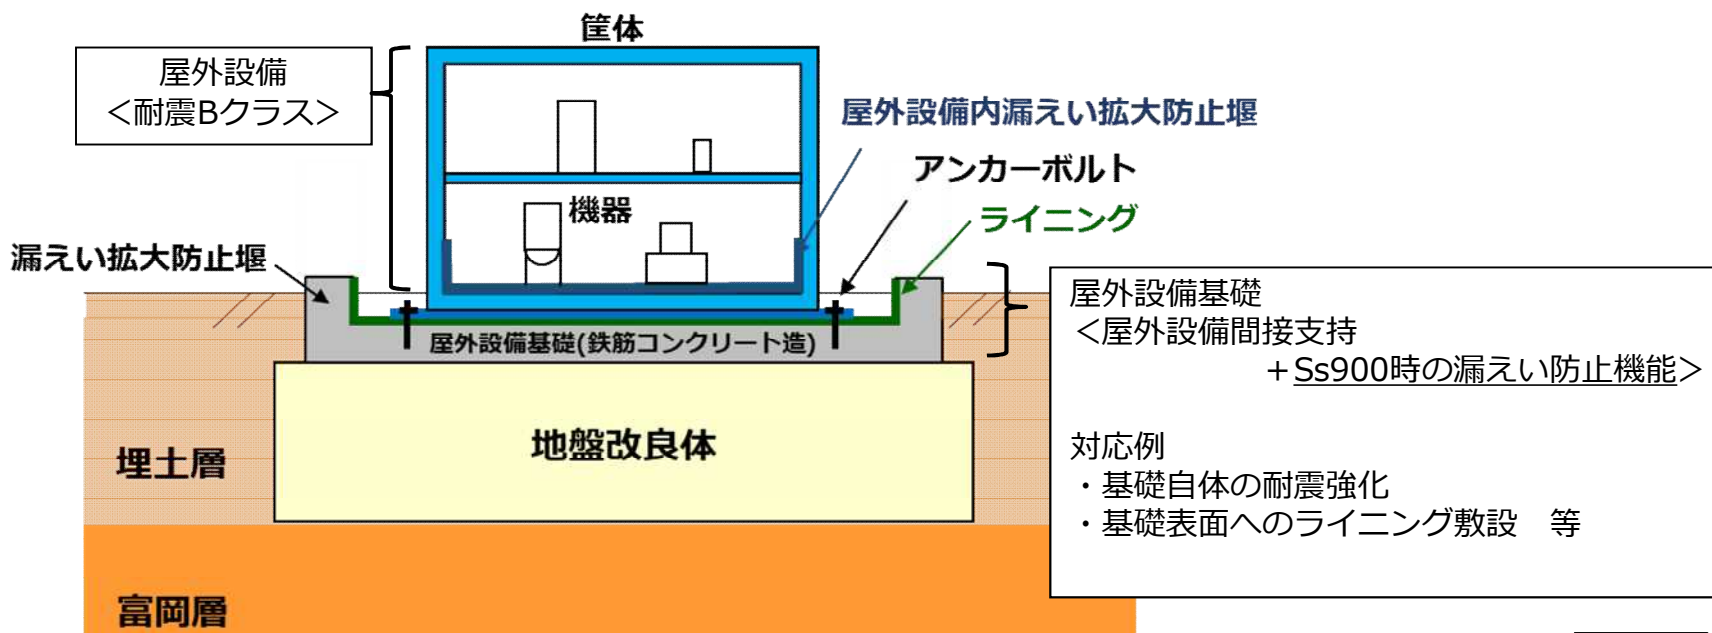 筐体
屋外設備
＜耐震Bクラス＞
屋外設備内漏えい拡大防止堰
アンカーボルト
ライニング
機器
漏えい拡大防止堰
屋外設備基礎(鉄筋コンクリート造)
地盤改良体
埋土層
富岡層
屋外設備基礎
＜屋外設備間接支持
＋Ss900時の漏えい防止機能＞
対応例
・基礎自体の耐震強化
・基礎表面へのライニング敷設　等